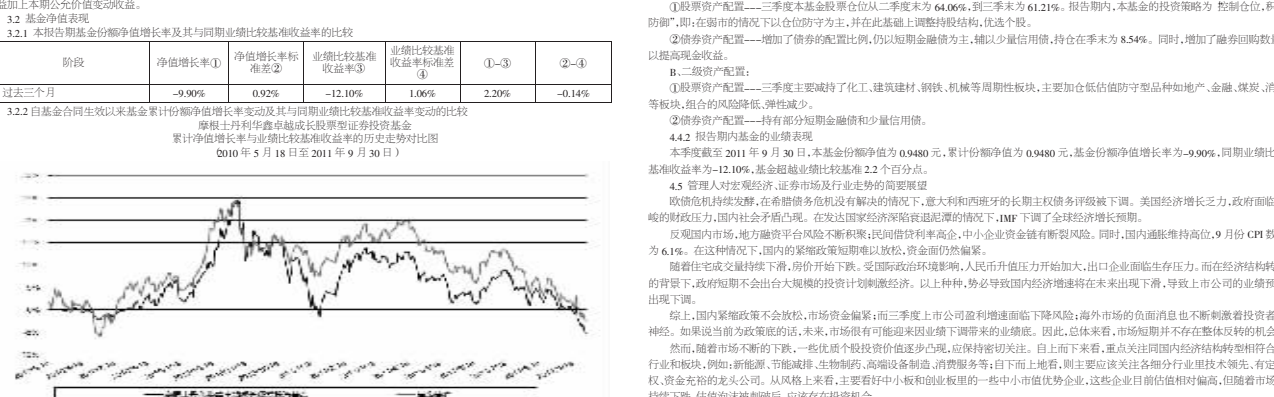 益加上本期公允价值变动收益。
3.2 基金净值表现
3.2.1 本报告期基金份额净值增长率及其与同期业绩比较基准收益率的比较
阶段 净值增长率① 净值增长率标准差② 业绩比较基准收益率③ 业绩比较基准收益率标准差④ ①-③ ②-④
过去三个月 -9.90% 0.92% -12.10% 1.06% 2.20% -0.14%
3.2.2 自基金合同生效以来基金累计份额净值增长率变动及其与同期业绩比较基准收益率变动的比较
摩根士丹利华鑫卓越成长股票型证券投资基金
累计净值增长率与业绩比较基准收益率的历史走势对比图
(2010 年 5 月 18 日至 2011 年 9 月 30 日)
①股票资产配置---三季度本基金股票仓位从二季度末为 64.06%,到三季末为 61.21%。报告期内,本基金的投资策略为“控制仓位,
防御”,即:在弱市的情况下以仓位防守为主,并在此基础上调整持股结构,优选个股。
②债券资产配置---增加了债券的配置比例,仍以短期金融债为主,辅以少量信用债,持仓在季末为 8.54%。同时,增加了融券回购数
以提高现金收益。
B、二级资产配置:
①股票资产配置---三季度主要减持了化工、建筑建材、钢铁、机械等周期性板块,主要加仓低估值防守型品种如地产、金融、煤炭、消
等板块,组合的风险降低、弹性减少。
②债券资产配置---持有部分短期金融债和少量信用债。
4.4.2 报告期内基金的业绩表现
本季度截至 2011 年 9 月 30 日,本基金份额净值为 0.9480 元,累计份额净值为 0.9480 元,基金份额净值增长率为-9.90%,同期业绩比
基准收益率为-12.10%,基金超越业绩比较基准 2.2 个百分点。
4.5 管理人对宏观经济、证券市场及行业走势的简要展望
欧债危机持续发酵,在希腊债务危机没有解决的情况下,意大利和西班牙的长期主权债务评级被下调。美国经济增长乏力,政府面临
峻的财政压力,国内社会矛盾凸现。在发达国家经济深陷衰退泥潭的情况下,IMF 下调了全球经济增长预期。
反观国内市场,地方融资平台风险不断积聚;民间借贷利率高企,中小企业资金链有断裂风险。同时,国内通胀维持高位,9 月份 CPI 数
为 6.1%。在这种情况下,国内的紧缩政策短期难以放松,资金面仍然偏紧。
随着住宅成交量持续下滑,房价开始下跌。受国际政治环境影响,人民币升值压力开始加大,出口企业面临生存压力。而在经济结构转
的背景下,政府短期不会出台大规模的投资计划刺激经济。以上种种,势必导致国内经济增速将在未来出现下滑,导致上市公司的业绩预
出现下调。
综上,国内紧缩政策不会放松,市场资金偏紧;而三季度上市公司盈利增速面临下降风险;海外市场的负面消息也不断刺激着投资者
神经。如果说当前为政策底的话,未来,市场很有可能迎来因业绩下调带来的业绩底。因此,总体来看,市场短期并不存在整体反转的机会
然而,随着市场不断的下跌,一些优质个股投资价值逐步凸现,应保持密切关注。自上而下来看,重点关注同国内经济结构转型相符合
行业和板块,例如:新能源、节能减排、生物制药、高端设备制造、消费服务等;自下而上地看,则主要应该关注各细分行业里技术领先、有定
权、资金充裕的龙头公司。从风格上来看,主要看好中小板和创业板里的一些中小市值优势企业,这些企业目前估值相对偏高,但随着市场
持续下跌,估值泡沫被刺破后,应该存在投资机会。